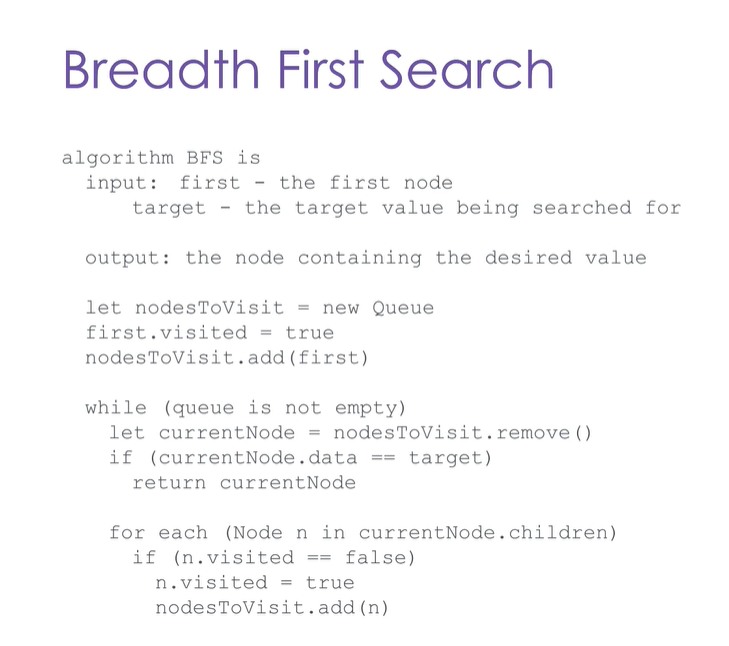 Breadth First Search
algorithm BFS is
input: first - the first node
target - the target value being searched for
output: the node containing the desired value
let nodesToVisit = new Queue
first.visited = true
nodesToVisit.add(first)
while (queue is not empty)
let currentNode = nodesToVisit.remove()
if (currentNode.data == target)
return currentNode
for each (Node n in currentNode.children)
if (n.visited == false)
n.visited = true
nodesToVisit.add(n)